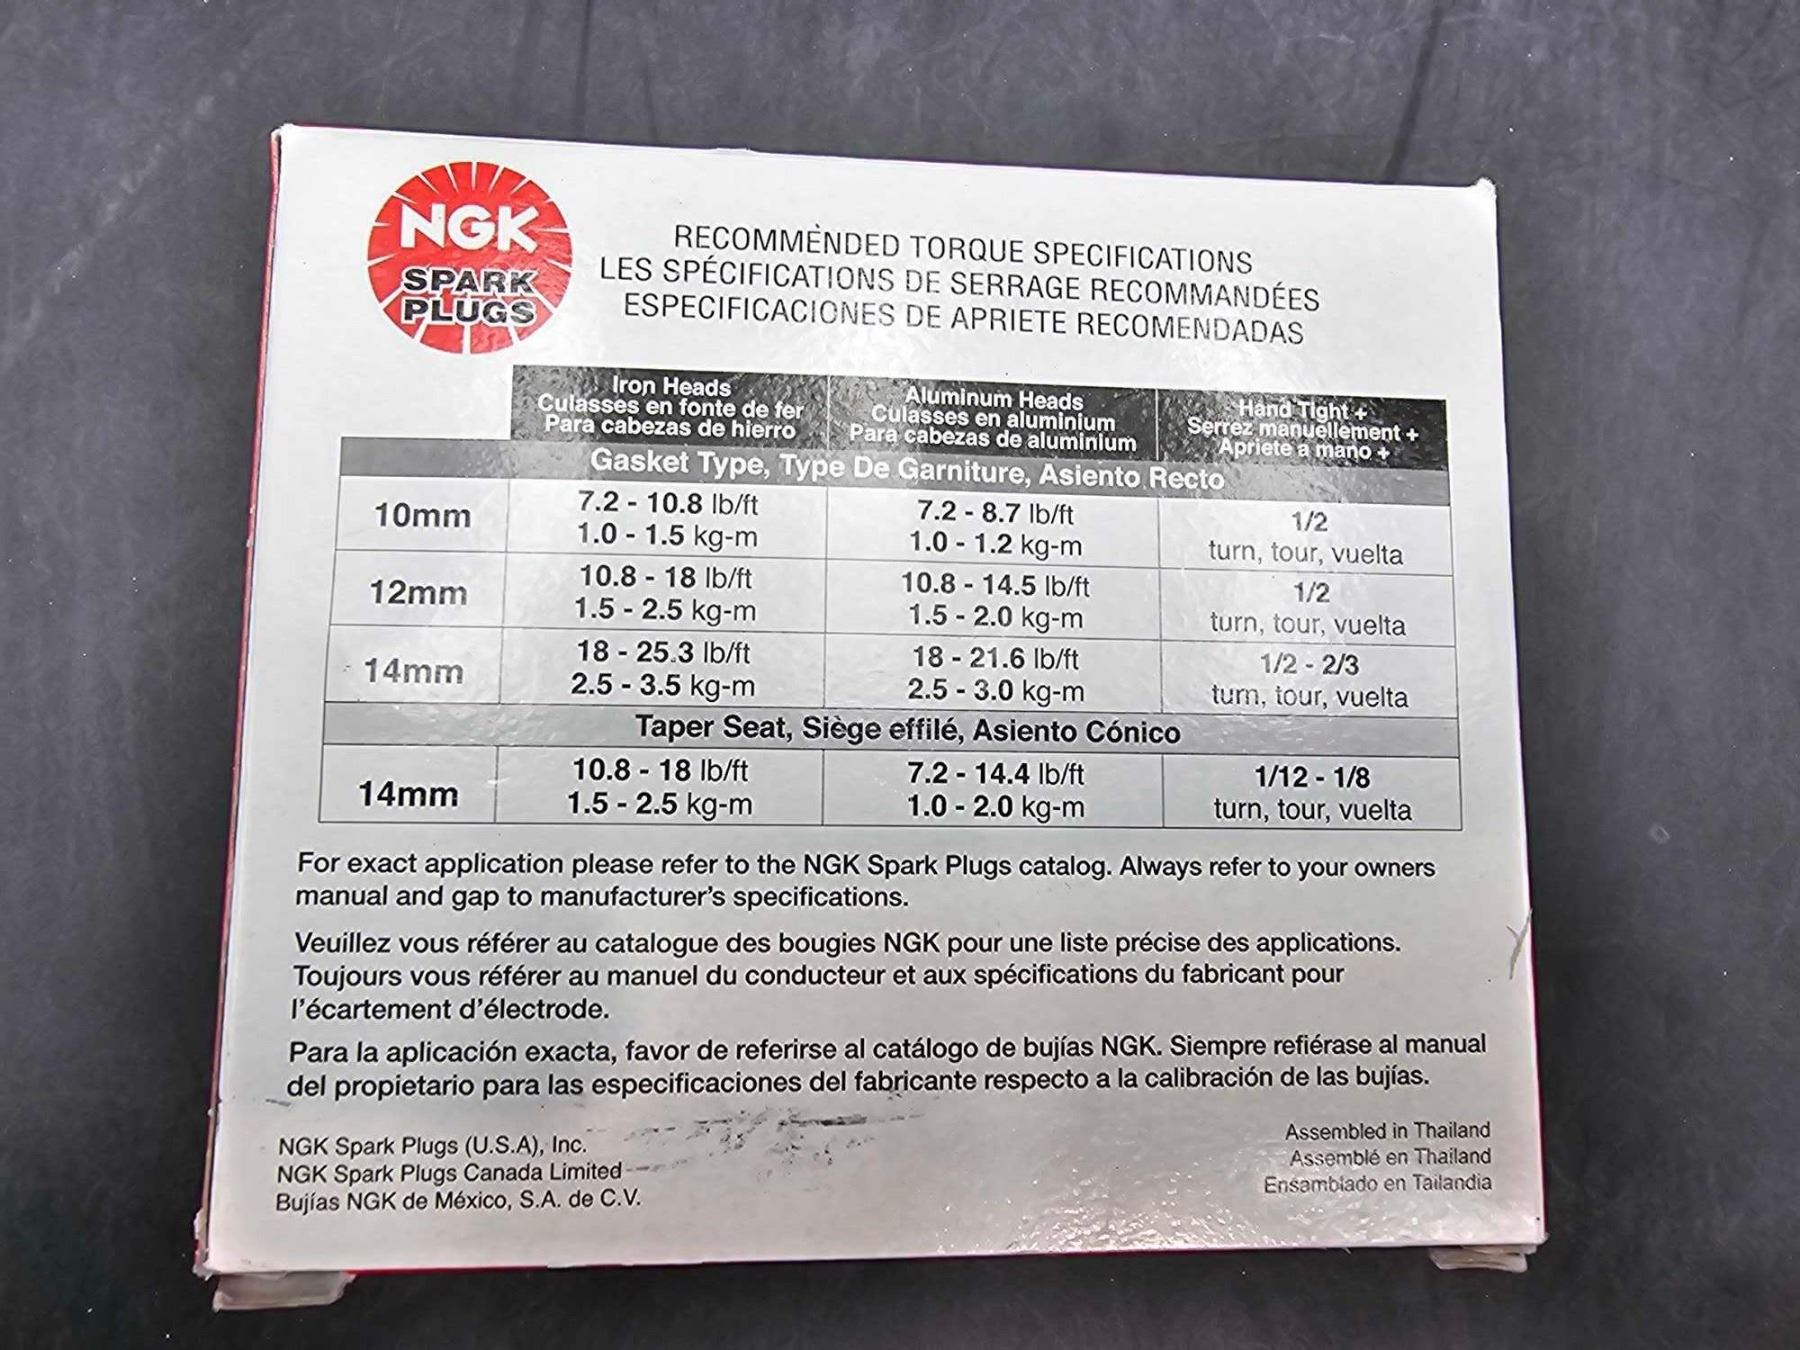 NGK
SPARK
PLUGS
RECOMMENDED TORQUE SPECIFICATIONS
LES SPÉCIFICATIONS DE SERRAGE RECOMMANDÉES
ESPECIFICACIONES DE APRIETE RECOMENDADAS
Iron Heads
Culasses en fonte de fer
Para cabezas de hierro
Aluminum Heads
Culasses en aluminium
Para cabezas de aluminium
Hand Tight +
Serrez manuellement +
Apriete a mano +
Gasket Type, Type De Garniture, Asiento Recto
10mm
7.2 - 10.8 lb/ft
1.0 - 1.5 kg-m
7.2 - 8.7 lb/ft
1.0 - 1.2 kg-m
1/2
turn, tour, vuelta
12mm
10.8 - 18 lb/ft
1.5 - 2.5 kg-m
10.8 - 14.5 lb/ft
1.5 - 2.0 kg-m
1/2
turn, tour, vuelta
14mm
18 - 25.3 lb/ft
2.5 - 3.5 kg-m
18 - 21.6 lb/ft
2.5 - 3.0 kg-m
1/2 - 2/3
turn, tour, vuelta
Taper Seat, Siège effilé, Asiento Cónico
14mm
10.8 - 18 lb/ft
1.5 - 2.5 kg-m
7.2 - 14.4 lb/ft
1.0 - 2.0 kg-m
1/12 - 1/8
turn, tour, vuelta
For exact application please refer to the NGK Spark Plugs catalog. Always refer to your owners
manual and gap to manufacturer's specifications.
Veuillez vous référer au catalogue des bougies NGK pour une liste précise des applications.
Toujours vous référer au manuel du conducteur et aux spécifications du fabricant pour
l'écartement d'électrode.
Para la aplicación exacta, favor de referirse al catálogo de bujías NGK. Siempre refiérase al manual
del propietario para las especificaciones del fabricante respecto a la calibración de las bujías.
NGK Spark Plugs (U.S.A), Inc.
NGK Spark Plugs Canada Limited
Bujías NGK de México, S.A. de C.V.
Assembled in Thailand
Assemblé en Thailand
Ensamblado en Tailandia